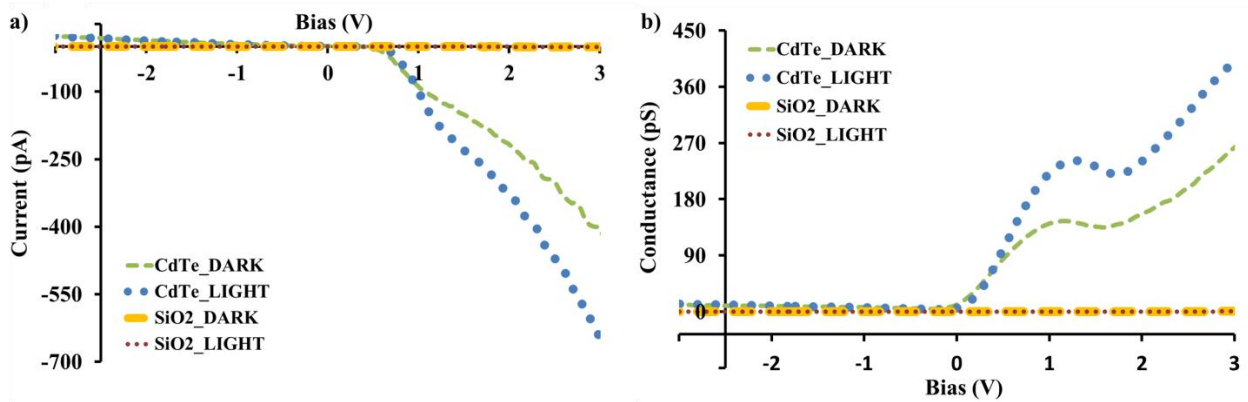 a)
Bias (V)
-2 -1 0 1 2 3
-100
-250
-400
-550
-700
Current (pA)
CdTe_DARK
CdTe_LIGHT
SiO2_DARK
SiO2_LIGHT
b)
450
360
270
180
90
0
Conductance (pS)
CdTe_DARK
CdTe_LIGHT
SiO2_DARK
SiO2_LIGHT
-2 -1 0 1 2 3
Bias (V)